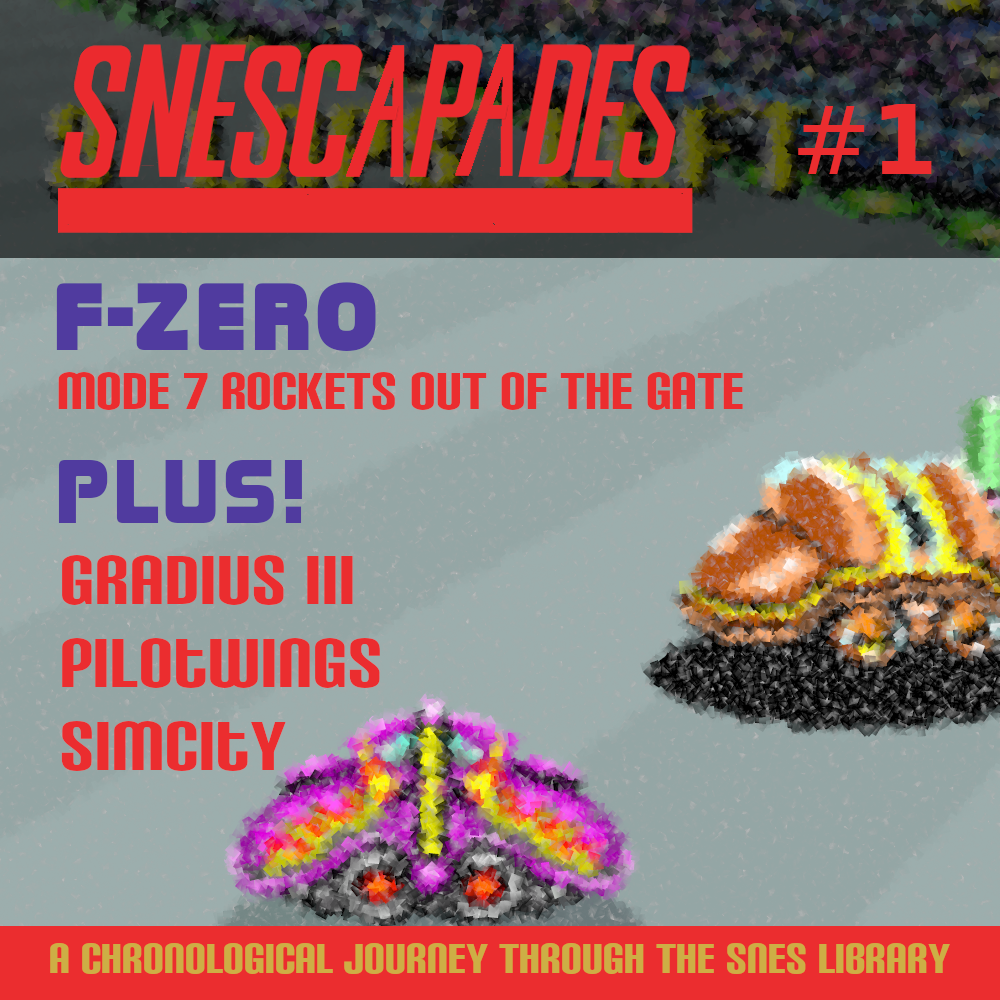 SNESCAPADES #1
F-ZERO
MODE 7 ROCKETS OUT OF THE GATE
PLUS!
GRADIUS III
PILOTWINGS
SIMCITY
A CHRONOLOGICAL JOURNEY THROUGH THE SNES LIBRARY